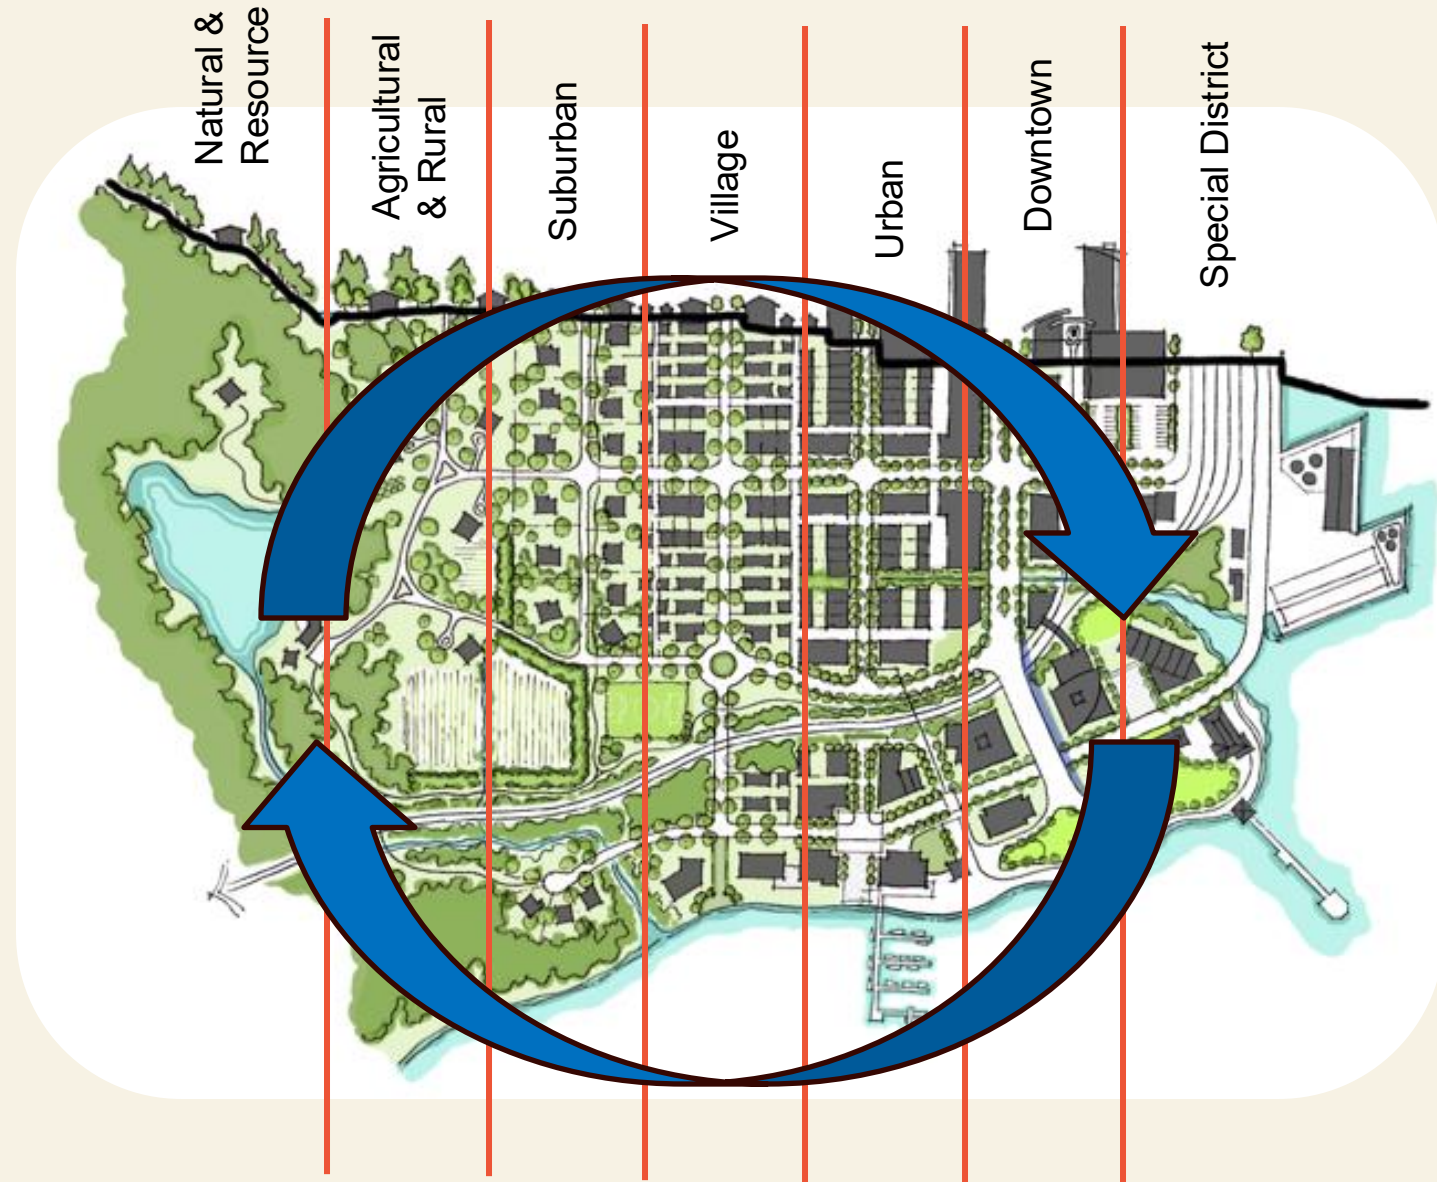 Natural &
Resource
Agricultural
& Rural
Suburban
Village
Urban
Downtown
Special District